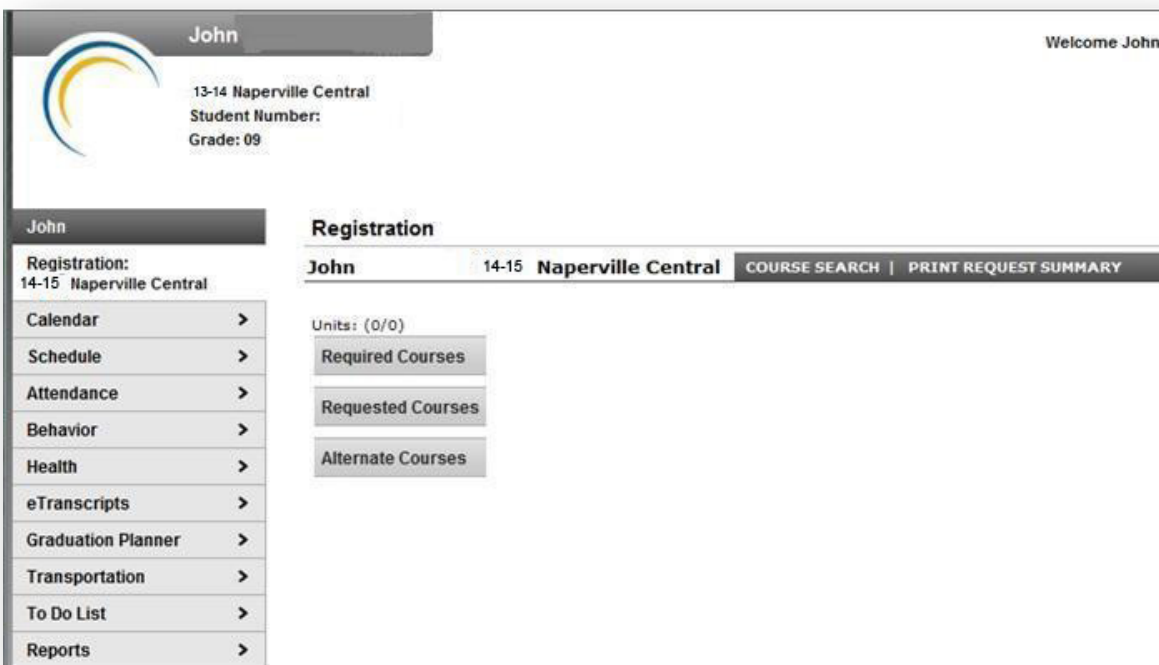 John
Welcome John
13-14 Naperville Central
Student Number:
Grade: 09
John
Registration:
14-15 Naperville Central
Calendar >
Schedule >
Attendance >
Behavior >
Health >
eTranscripts >
Graduation Planner >
Transportation >
To Do List >
Reports >
Registration
John 14-15 Naperville Central COURSE SEARCH | PRINT REQUEST SUMMARY
Units: (0/0)
Required Courses
Requested Courses
Alternate Courses